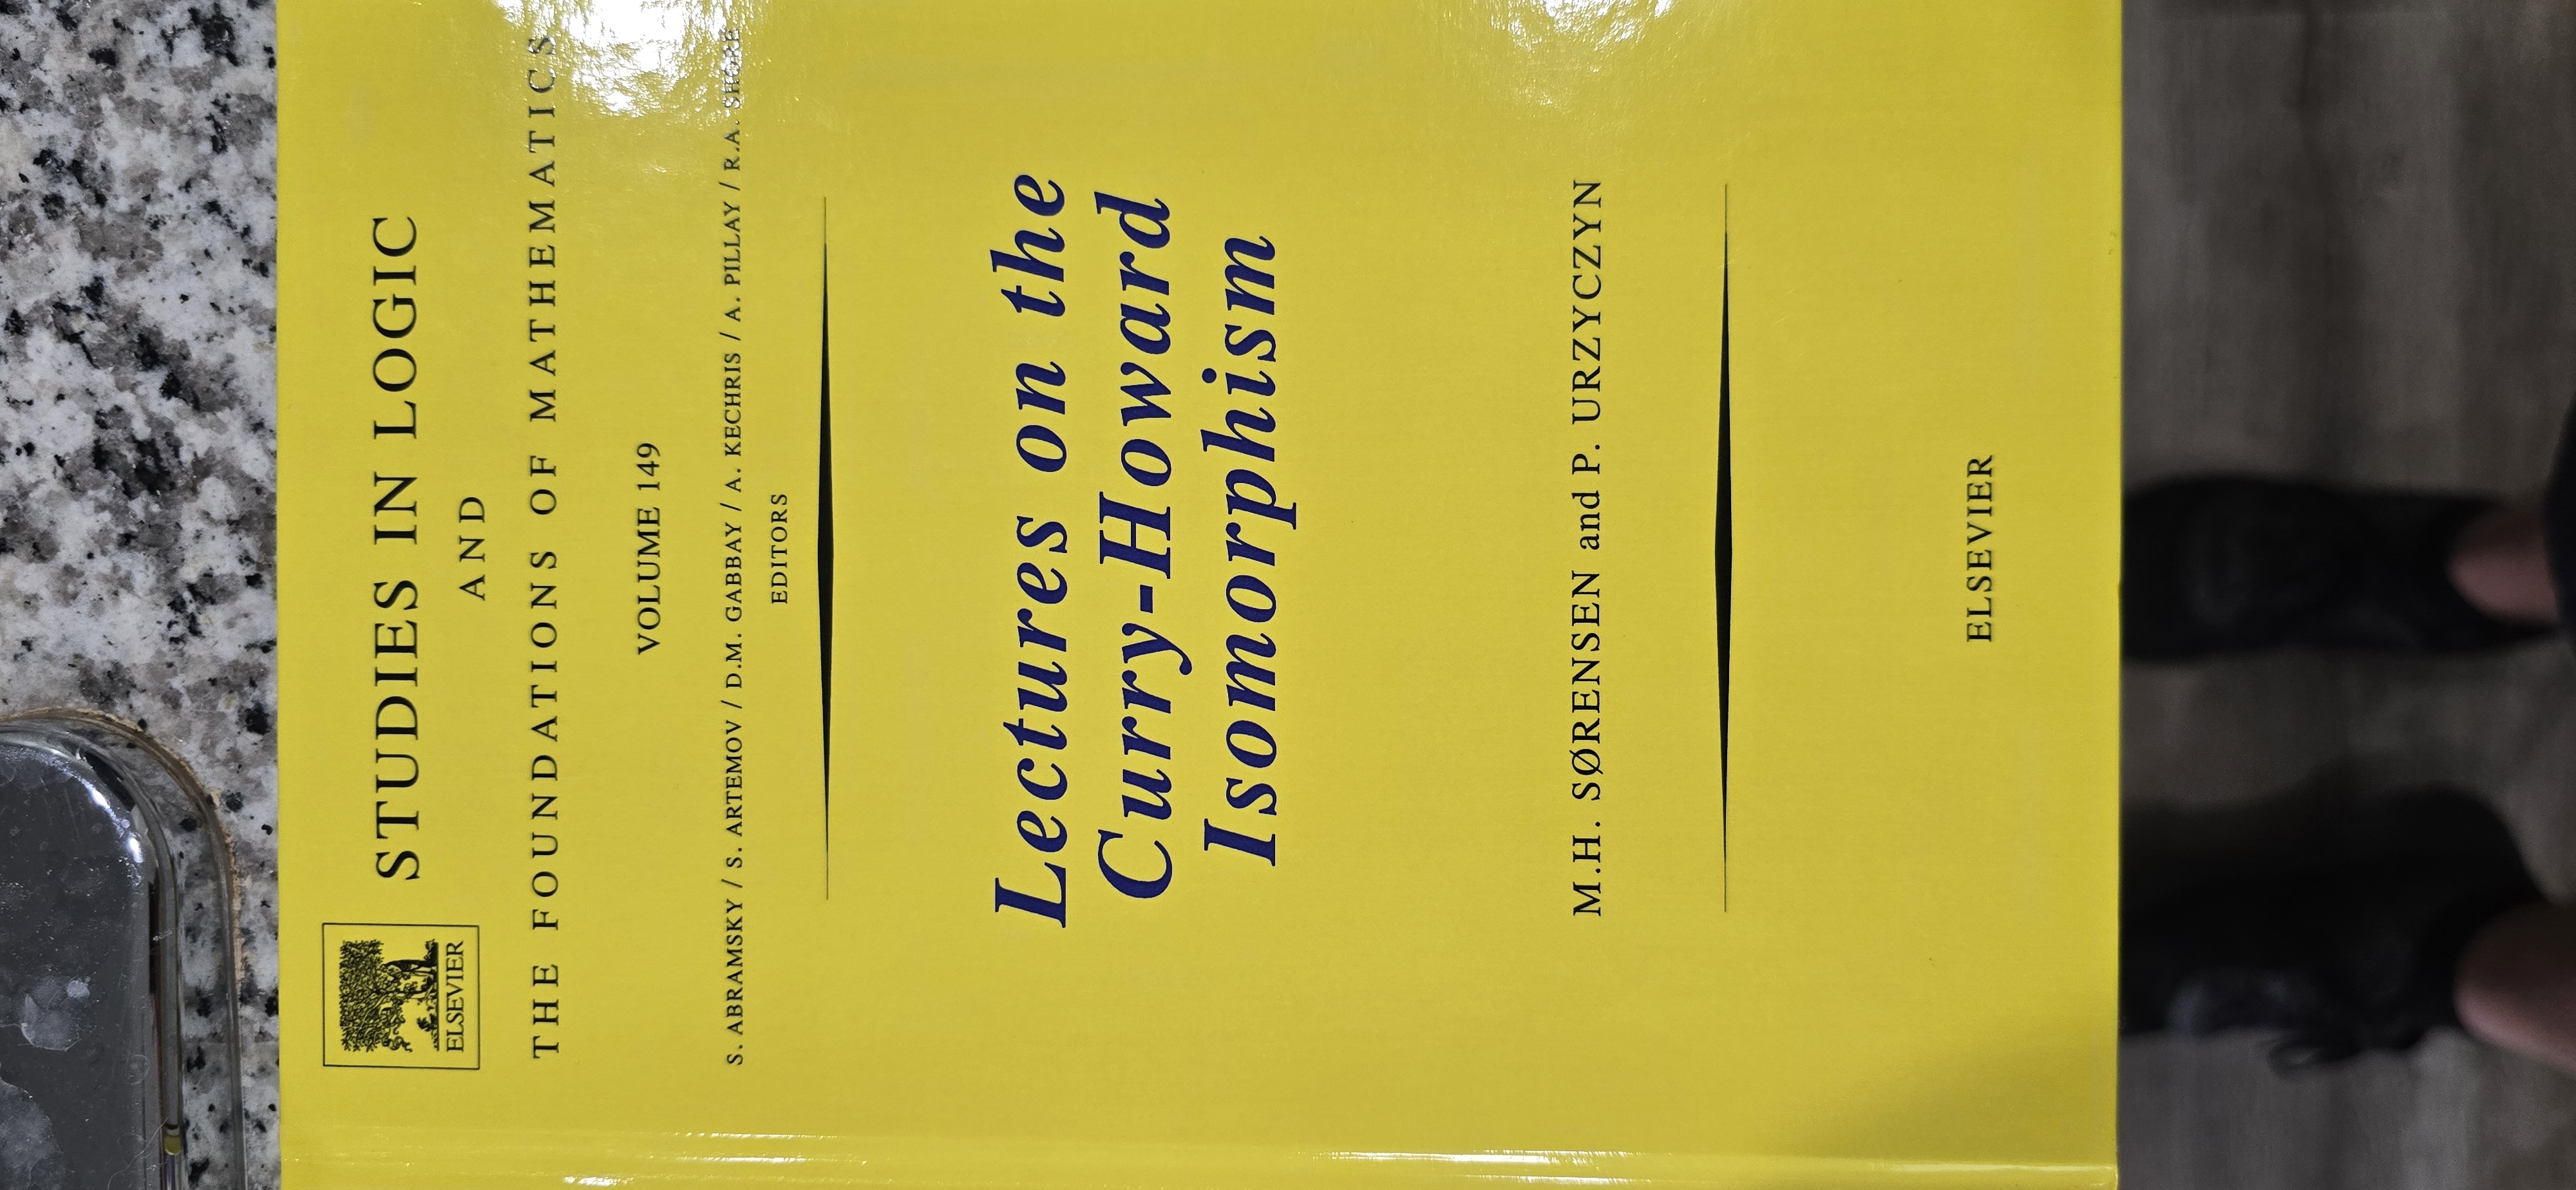 ELSEVIER
STUDIES IN LOGIC
AND
THE FOUNDATIONS OF MATHEMATICS
VOLUME 149
S. ABRAMSKY / S. ARTEMOV / D.M. GABBAY / A. KECHRIS / A. PILLAY / R.A. SHORE
EDITORS
Lectures on the
Curry-Howard
Isomorphism
M.H. SØRENSEN and P. URZYCZYN
ELSEVIER